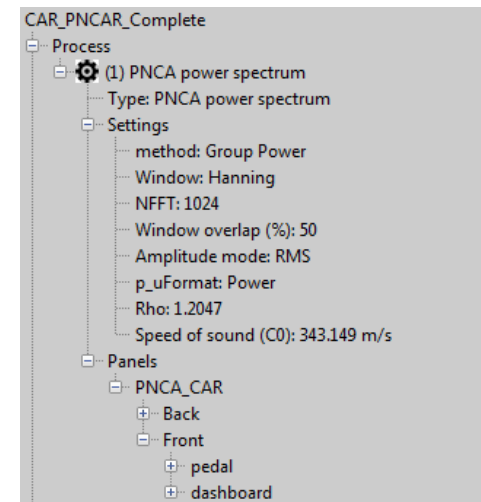 CAR_PNCAR_Complete
Process
(1) PNCA power spectrum
Type: PNCA power spectrum
Settings
method: Group Power
Window: Hanning
NFFT: 1024
Window overlap (%): 50
Amplitude mode: RMS
p_uFormat: Power
Rho: 1.2047
Speed of sound (C0): 343.149 m/s
Panels
PNCA_CAR
Back
Front
pedal
dashboard